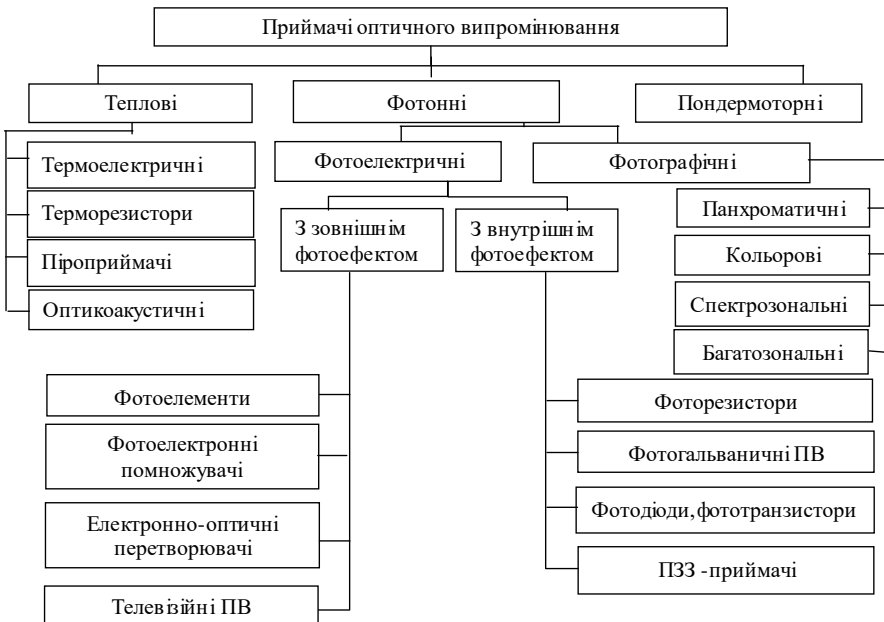 Приймачі оптичного випромінювання
Теплові
Фотонні
Пондермоторні
Термоелектричні
Терморезистори
Піроприймачі
Оптикоакустичні
Фотоелектричні
Фотографічні
З зовнішнім
фотоефектом
З внутрішнім
фотоефектом
Панхроматичні
Кольорові
Спектрозональні
Багатозональні
Фотоелементи
Фотоелектронні
помножувачі
Електронно-оптичні
перетворювачі
Телевізійні ПВ
Фоторезистори
Фотогальваничні ПВ
Фотодіоди, фототранзистори
ПЗЗ -приймачі